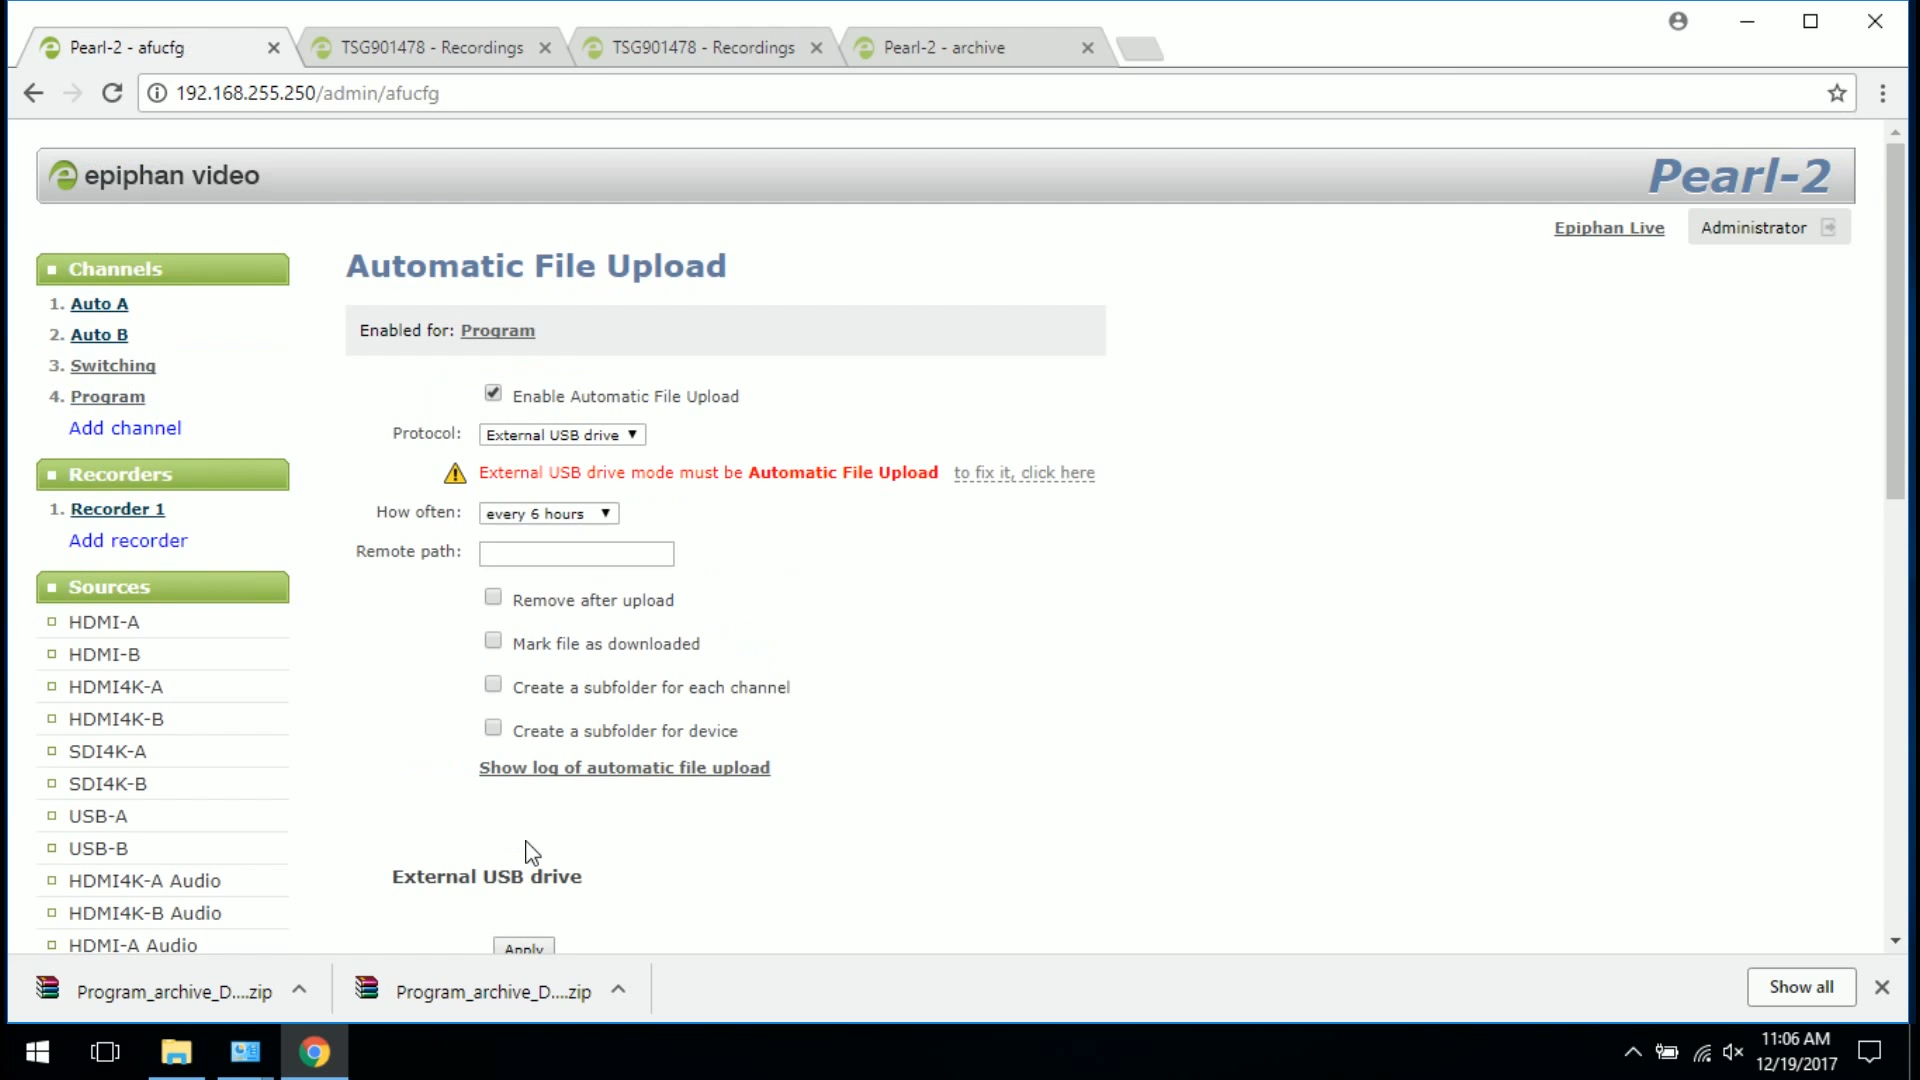 Pearl-2 - afucfg
TSG901478 - Recordings
TSG901478 - Recordings
Pearl-2 - archive
192.168.255.250/admin/afucfg
epiphan video
Pearl-2
Epiphan Live
Administrator
Channels
1. Auto A
2. Auto B
3. Switching
4. Program
Add channel
Recorders
1. Recorder 1
Add recorder
Sources
HDMI-A
HDMI-B
HDMI4K-A
HDMI4K-B
SDI4K-A
SDI4K-B
USB-A
USB-B
HDMI4K-A Audio
HDMI4K-B Audio
HDMI-A Audio
Automatic File Upload
Enabled for: Program
Enable Automatic File Upload
Protocol: External USB drive
External USB drive mode must be Automatic File Upload to fix it, click here
How often: every 6 hours
Remote path:
Remove after upload
Mark file as downloaded
Create a subfolder for each channel
Create a subfolder for device
Show log of automatic file upload
External USB drive
Apply
Program_archive_D....zip
Program_archive_D....zip
Show all
11:06 AM
12/19/2017